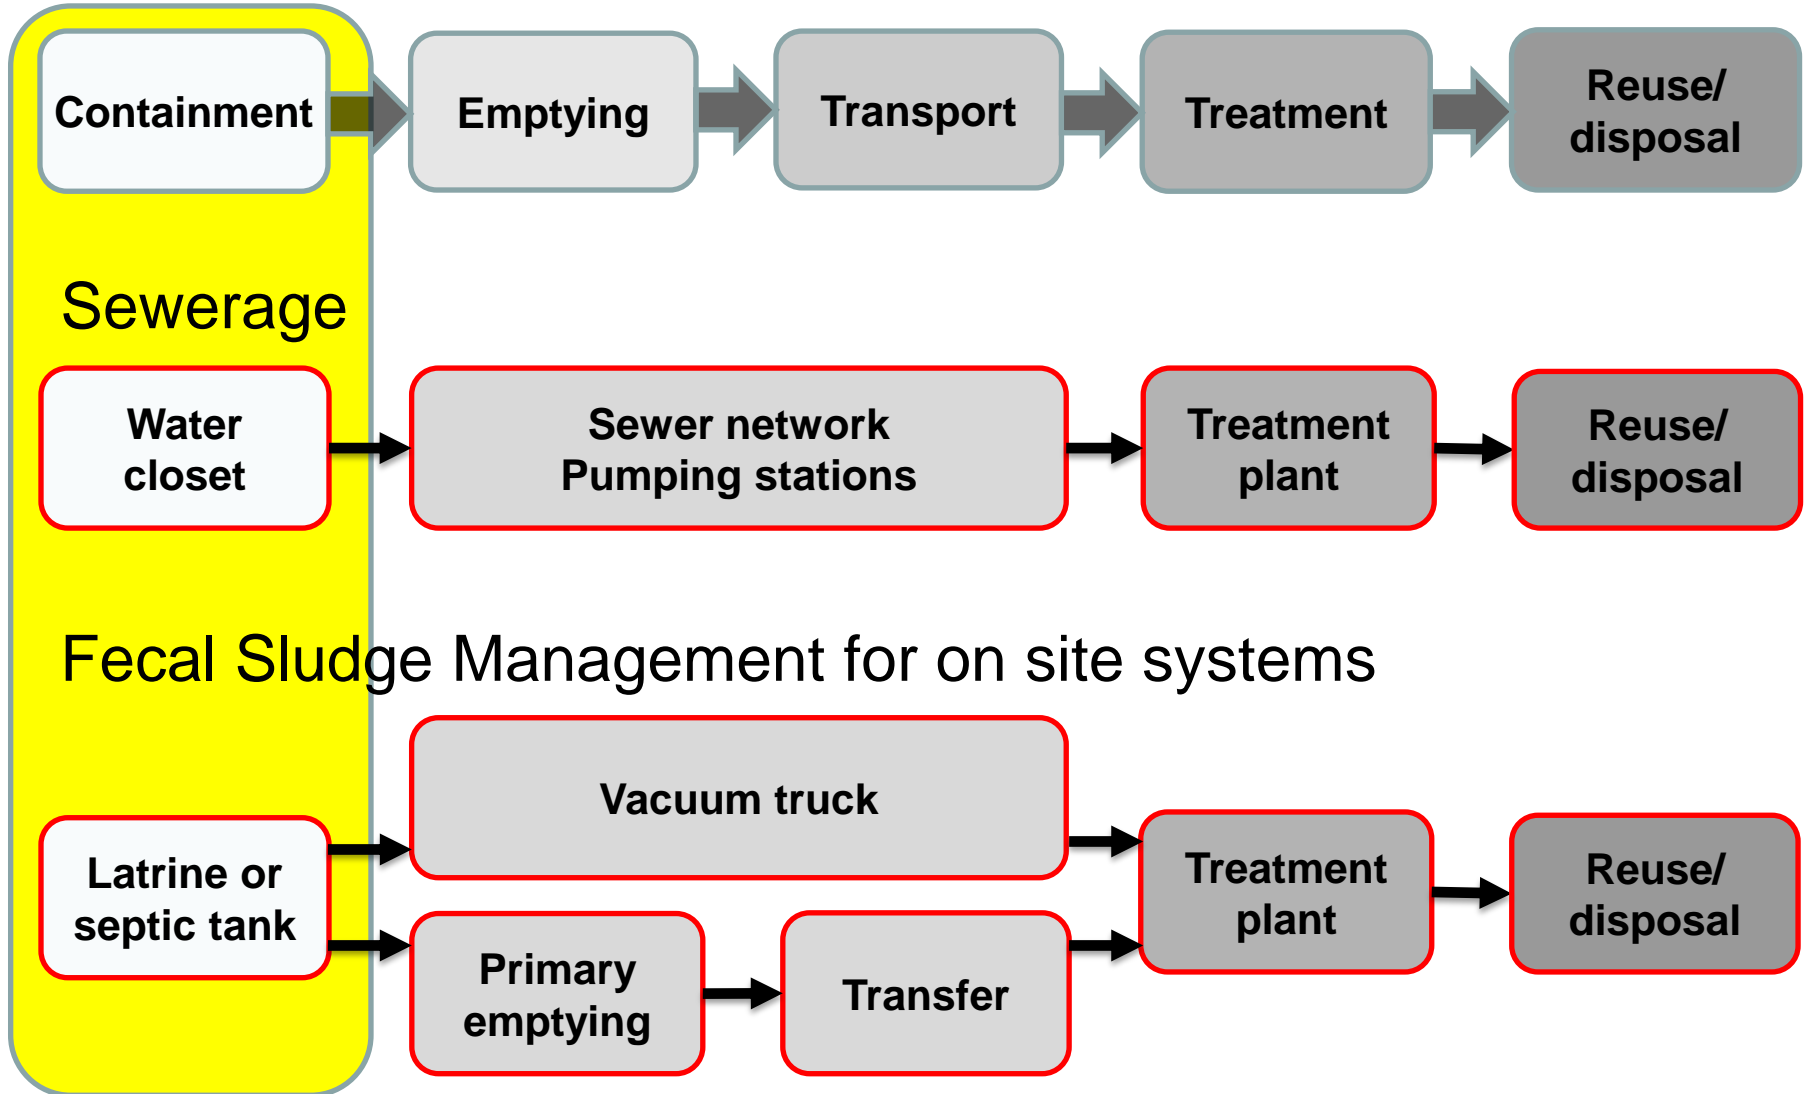 Containment
Emptying
Transport
Treatment
Reuse/
disposal
Sewerage
Water
closet
Sewer network
Pumping stations
Treatment
plant
Reuse/
disposal
Fecal Sludge Management for on site systems
Latrine or
septic tank
Vacuum truck
Primary
emptying
Transfer
Treatment
plant
Reuse/
disposal